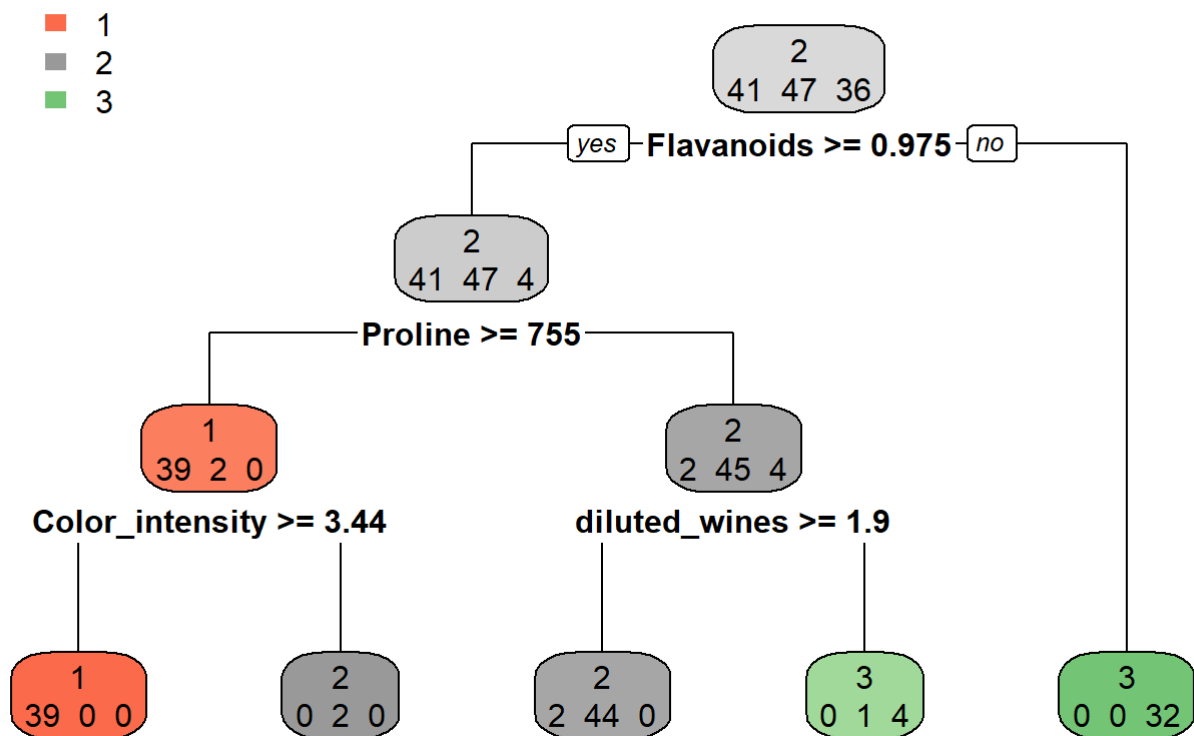 1
2
3
2
41 47 36
yes Flavanoids >= 0.975 no
2
41 47 4
Proline >= 755
1
39 2 0
2
2 45 4
Color_intensity >= 3.44
diluted_wines >= 1.9
1
39 0 0
2
0 2 0
2
2 44 0
3
0 1 4
3
0 0 32